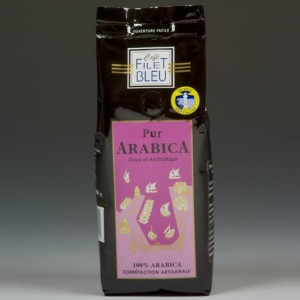 OUVERTURE FACILE
Café
FILET
BLEU
Pur
ARABICA
Doux et Aromatique
100% ARABICA
TORRÉFACTION ARTISANALE